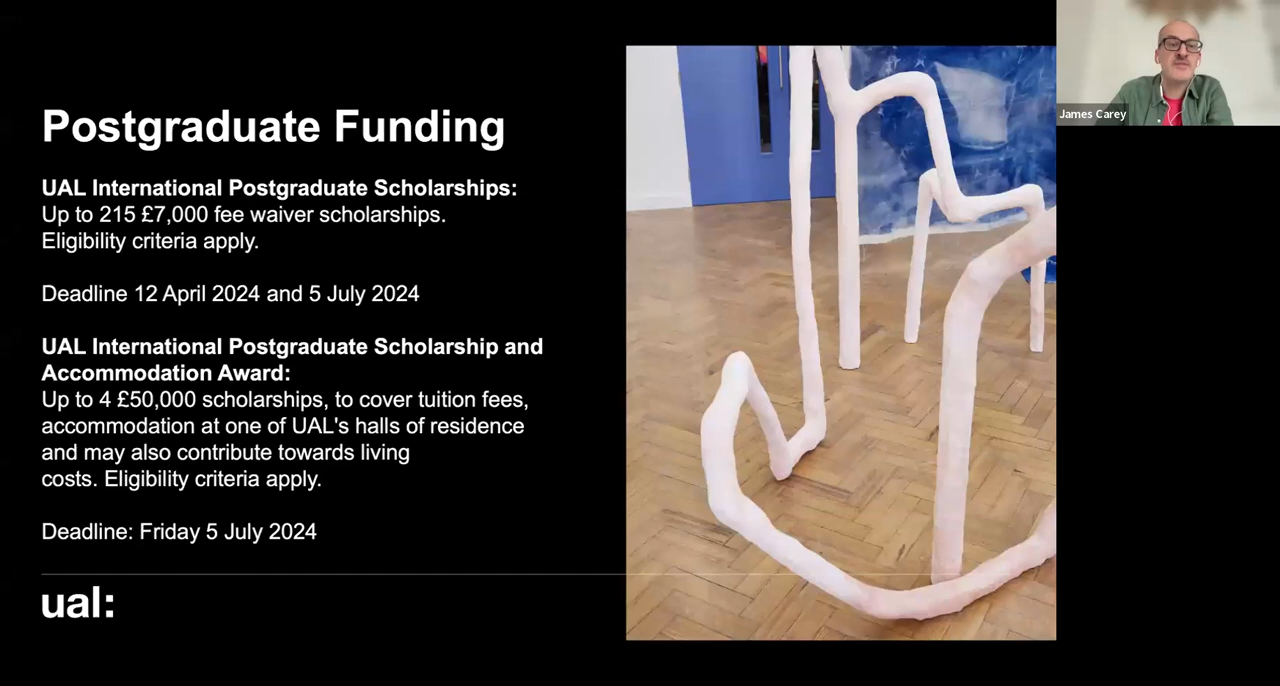 Postgraduate Funding
UAL International Postgraduate Scholarships:
Up to 215 £7,000 fee waiver scholarships.
Eligibility criteria apply.
Deadline 12 April 2024 and 5 July 2024
UAL International Postgraduate Scholarship and
Accommodation Award:
Up to 4 £50,000 scholarships, to cover tuition fees,
accommodation at one of UAL's halls of residence
and may also contribute towards living
costs. Eligibility criteria apply.
Deadline: Friday 5 July 2024
ual:
James Carey